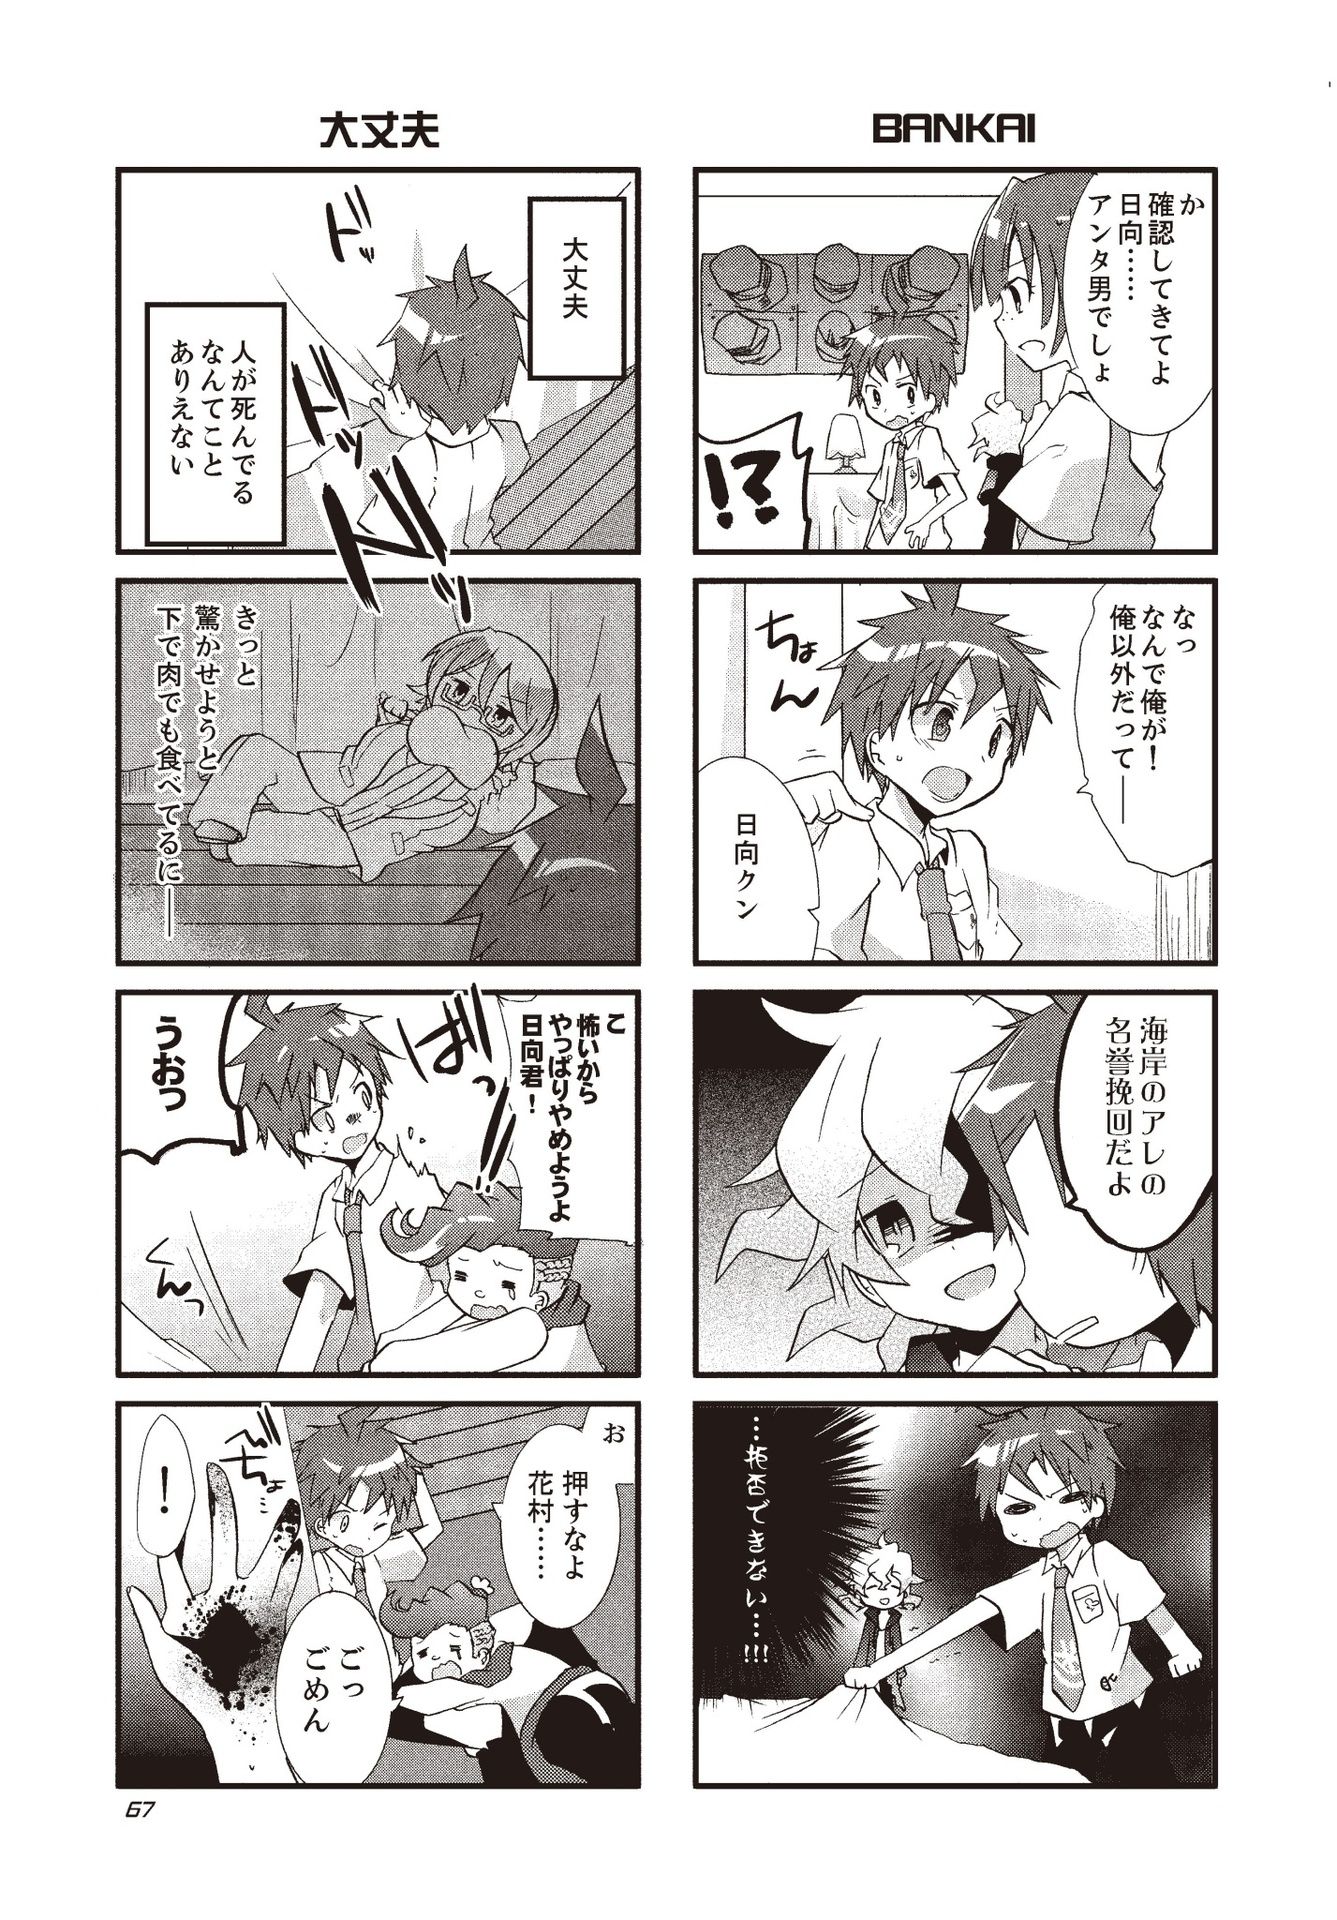 BANKAI
か
確認してきてよ
日向……
アンタ男でしょ
!?
なっ
なんで俺が！
俺以外だって――
ちょん
日向クン
海岸のアレの
名誉挽回だよ
…拒否できない…!!!
大丈夫
大丈夫
人が死んでる
なんてこと
ありえない
ドッ
ドッ
ドッ
きっと
驚かせようと
下で肉でも食べてるに――
こ
怖いから
やっぱりやめようよ
日向君！
ばっ
!!
うおっ
くんっ
お
押すなよ
花村……
べちょ…
！
ごっ
ごめん
67